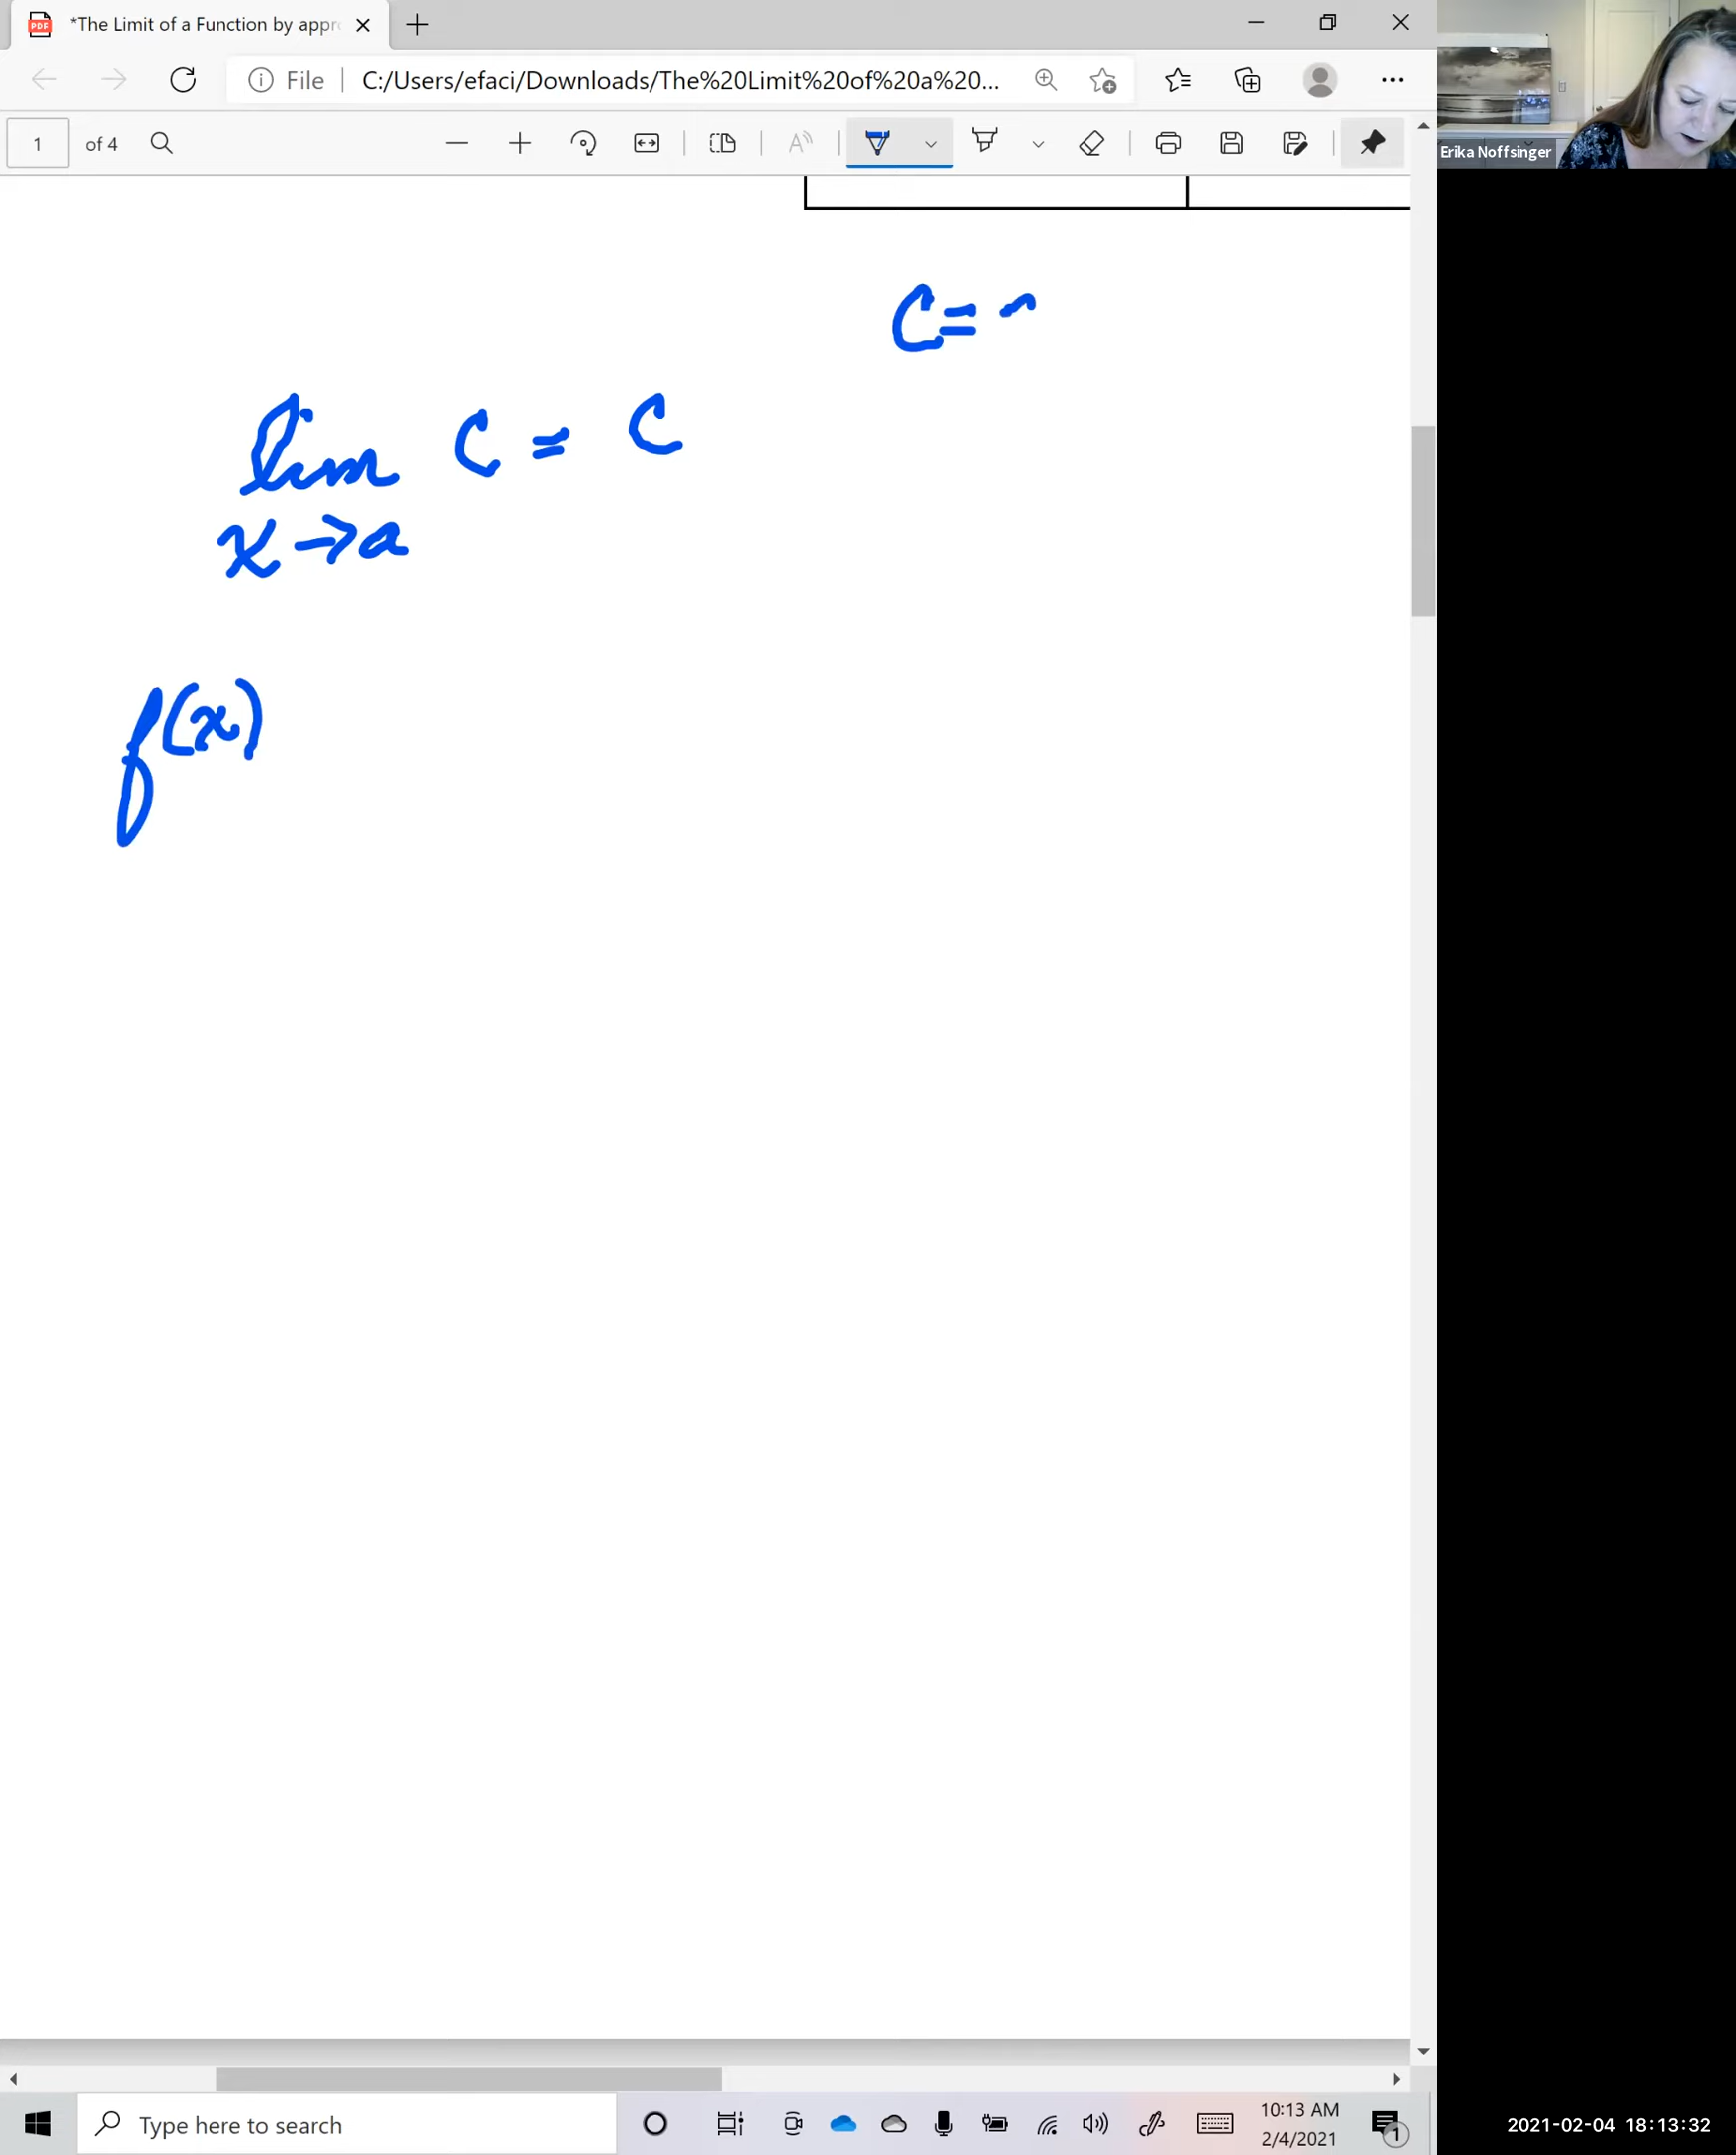 *The Limit of a Function by appr
File | C:/Users/efaci/Downloads/The%20Limit%20of%20a%20...
Erika Noffsinger
1 of 4
C =
lim C = C
x→a
f(x)
Type here to search
10:13 AM
2/4/2021
1
2021-02-04 18:13:32